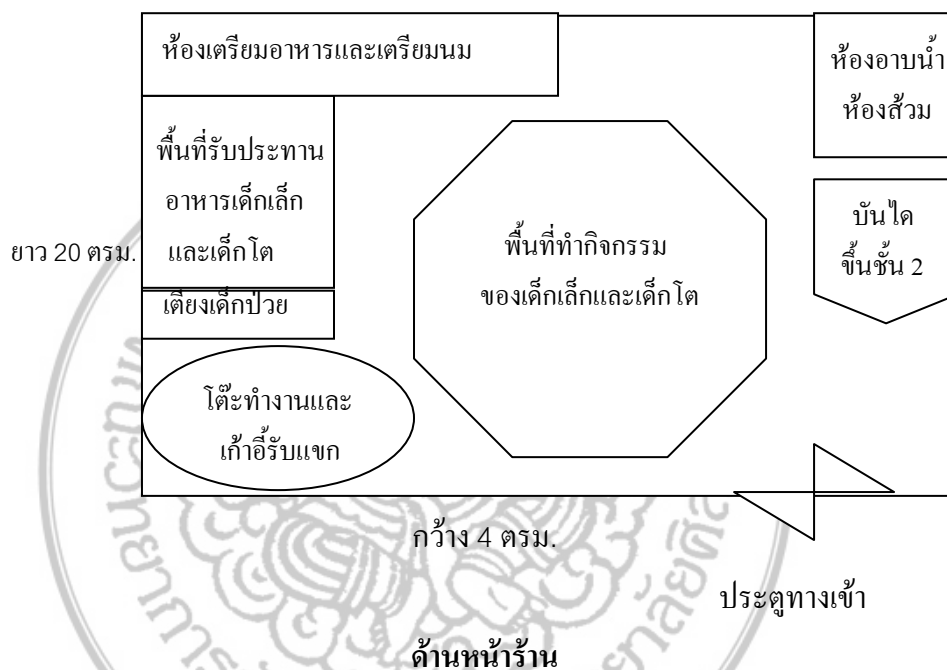 ห้องเตรียมอาหารและเตรียมนม
ห้องอาบน้ำ
ห้องส้วม
พื้นที่รับประทาน
อาหารเด็กเล็ก
และเด็กโต
ยาว 20 ตรม.
พื้นที่ทำกิจกรรม
ของเด็กเล็กและเด็กโต
บันได
ขึ้นชั้น 2
เตียงเด็กป่วย
โต๊ะทำงานและ
เก้าอี้รับแขก
กว้าง 4 ตรม.
ประตูทางเข้า
ด้านหน้าร้าน